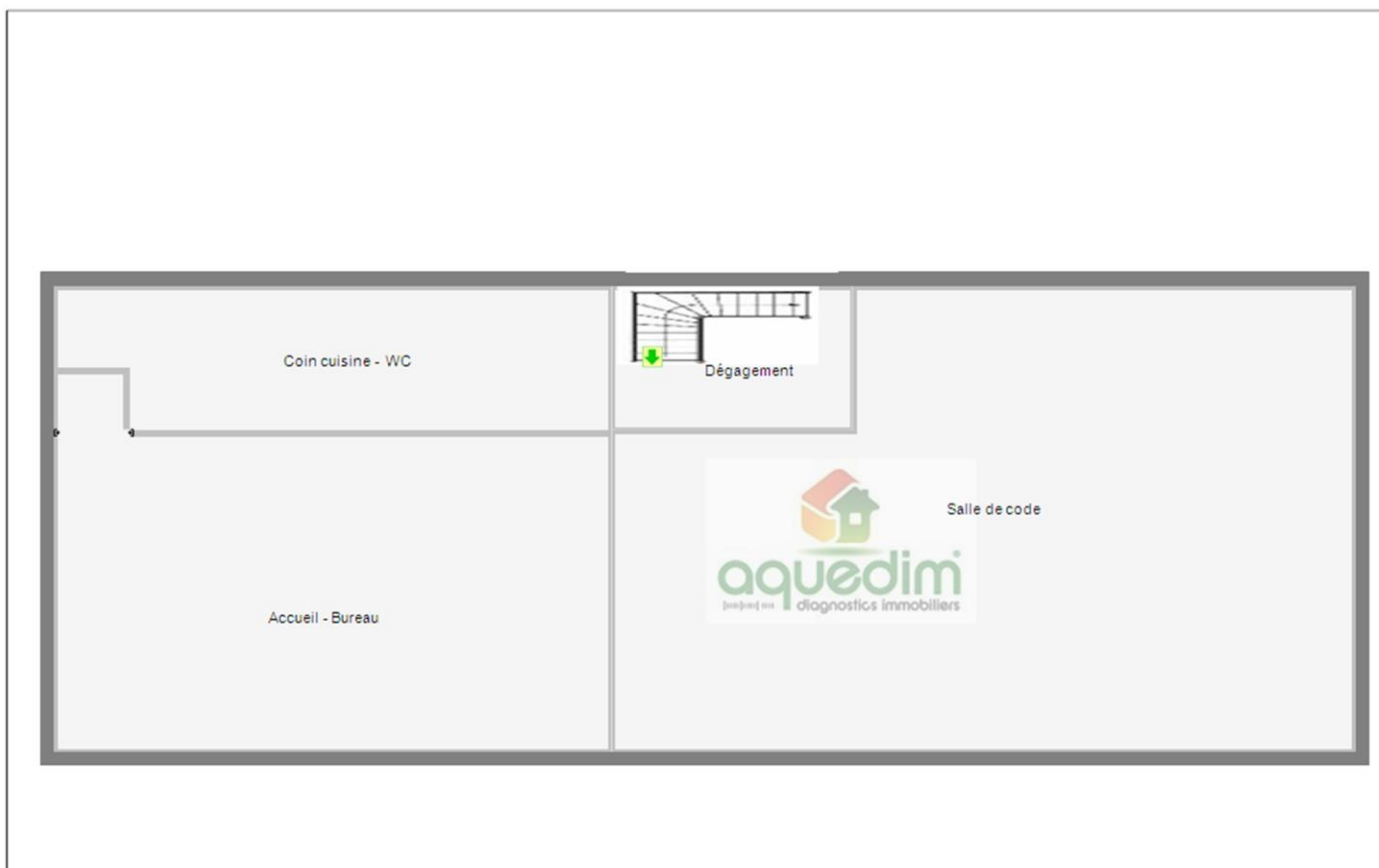 Coin cuisine - WC
Dégagement
Salle de code
aquedim
diagnostics immobiliers
Accueil - Bureau